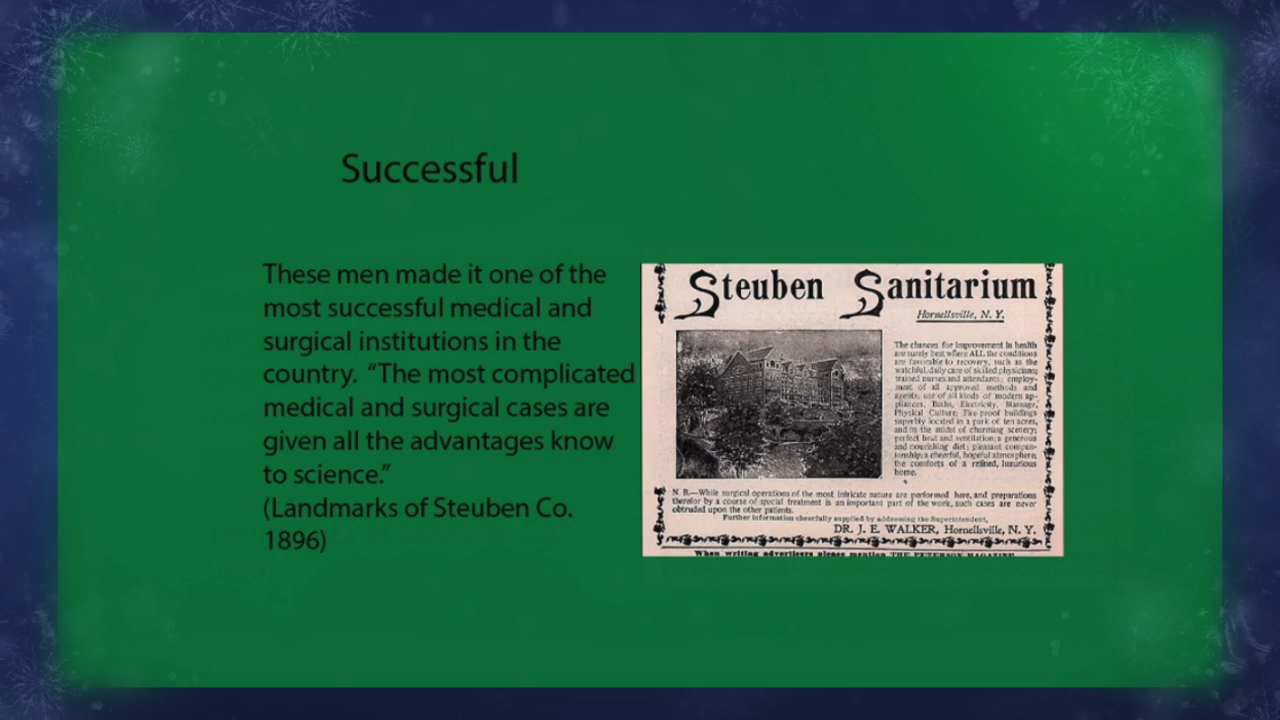 Successful
These men made it one of the
most successful medical and
surgical institutions in the
country. “The most complicated
medical and surgical cases are
given all the advantages know
to science.”
(Landmarks of Steuben Co.
1896)
Steuben Sanitarium
Hornellsville, N. Y.
The chances for improvement in health
are surely best where ALL the conditions
are favorable to recovery, such as the
watchful, daily care of skilled physicians;
trained nurses and attendants; employ-
ment of all approved methods and
agents; use of all kinds of modern ap-
pliances, Baths, Electricity, Massage,
Physical Culture; Fire-proof buildings
superbly located in a park of ten acres,
and in the midst of charming scenery;
perfect heat and ventilation; a generous
and nourishing diet; pleasant compan-
ionship; a cheerful, hopeful atmosphere;
the comforts of a refined, luxurious
home.
N. B.—While surgical operations of the most intricate nature are performed here, and preparations
therefor by a course of special treatment is an important part of the work, such cases are never
obtruded upon the other patients.
Further information cheerfully supplied by addressing the Superintendent,
DR. J. E. WALKER, Hornellsville, N. Y.
When writing advertisers please mention THE PETERSON MAGAZINE.